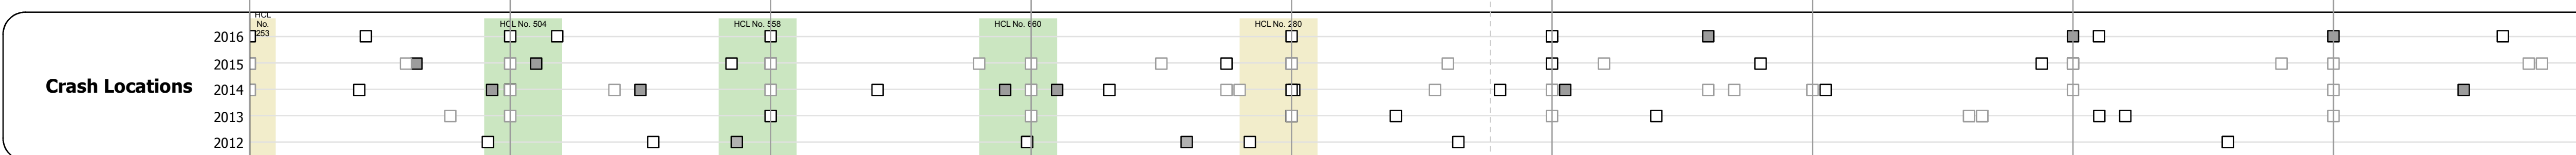 HCL
No.
253
HCL No. 504
HCL No. 558
HCL No. 660
HCL No. 280
2016
2015
Crash Locations
2014
2013
2012